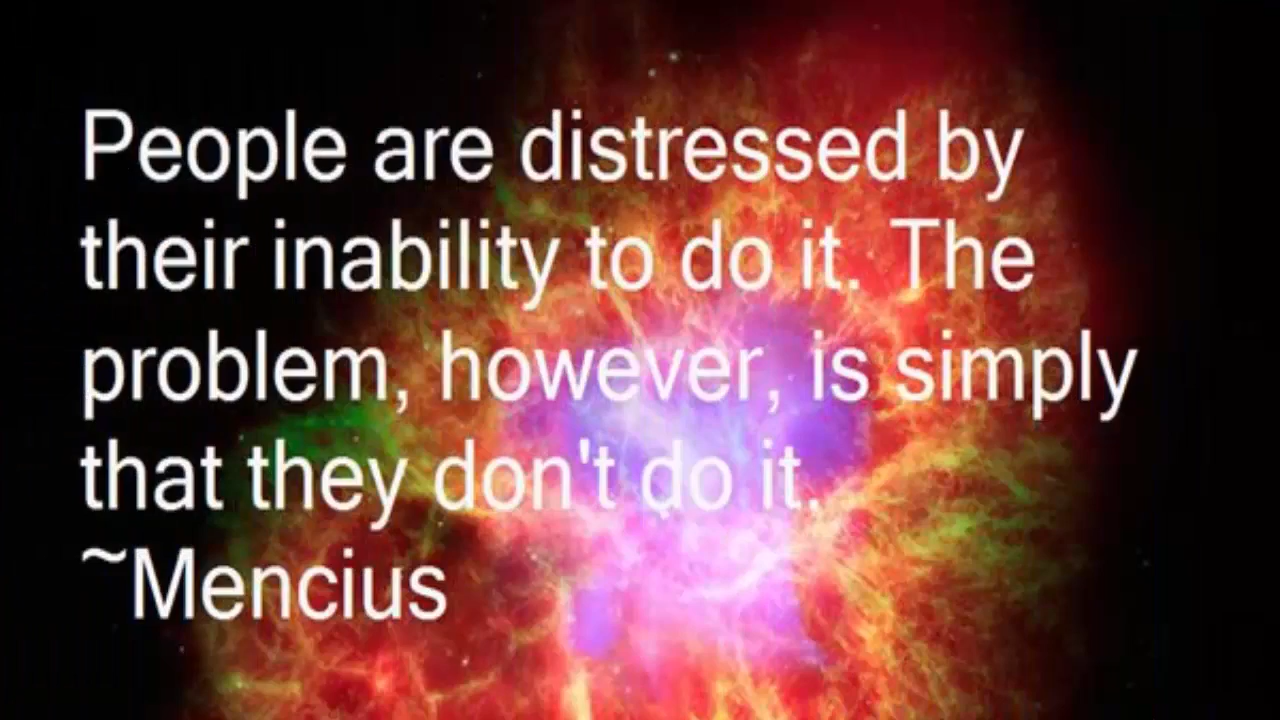 People are distressed by
their inability to do it. The
problem, however, is simply
that they don't do it.
~Mencius